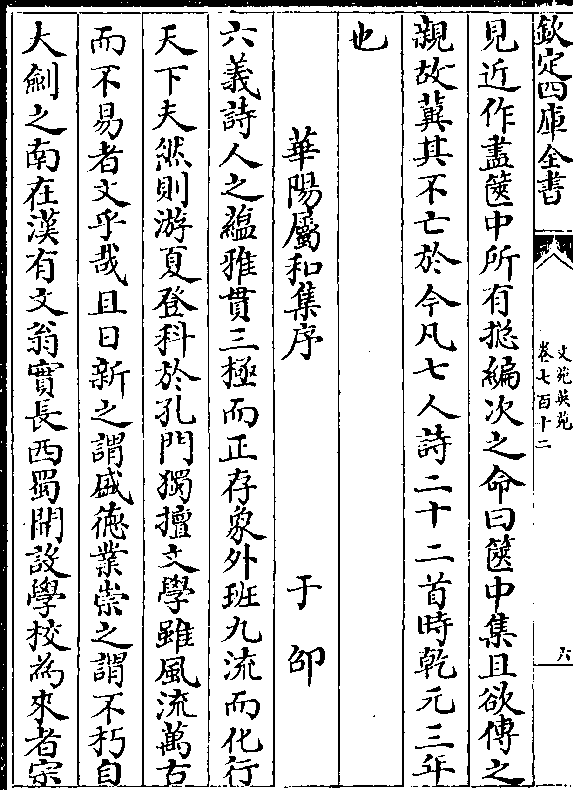 欽定四庫全書
文苑英苑
卷七百十二
六
見近作盡篋中所有揔編次之命曰篋中集且欲傳之
親故冀其不亡於今凡七人詩二十二首時乾元三年
也
華陽屬和集序
于邵
六義詩人之蕴雅貫三極而正存象外班九流而化行
天下夫然則游夏登科於孔門獨擅文學雖風流萬古
而不易者文乎哉且日新之謂盛徳業崇之謂不朽自
大劍之南在漢有文翁實長西蜀開設學校為來者宗